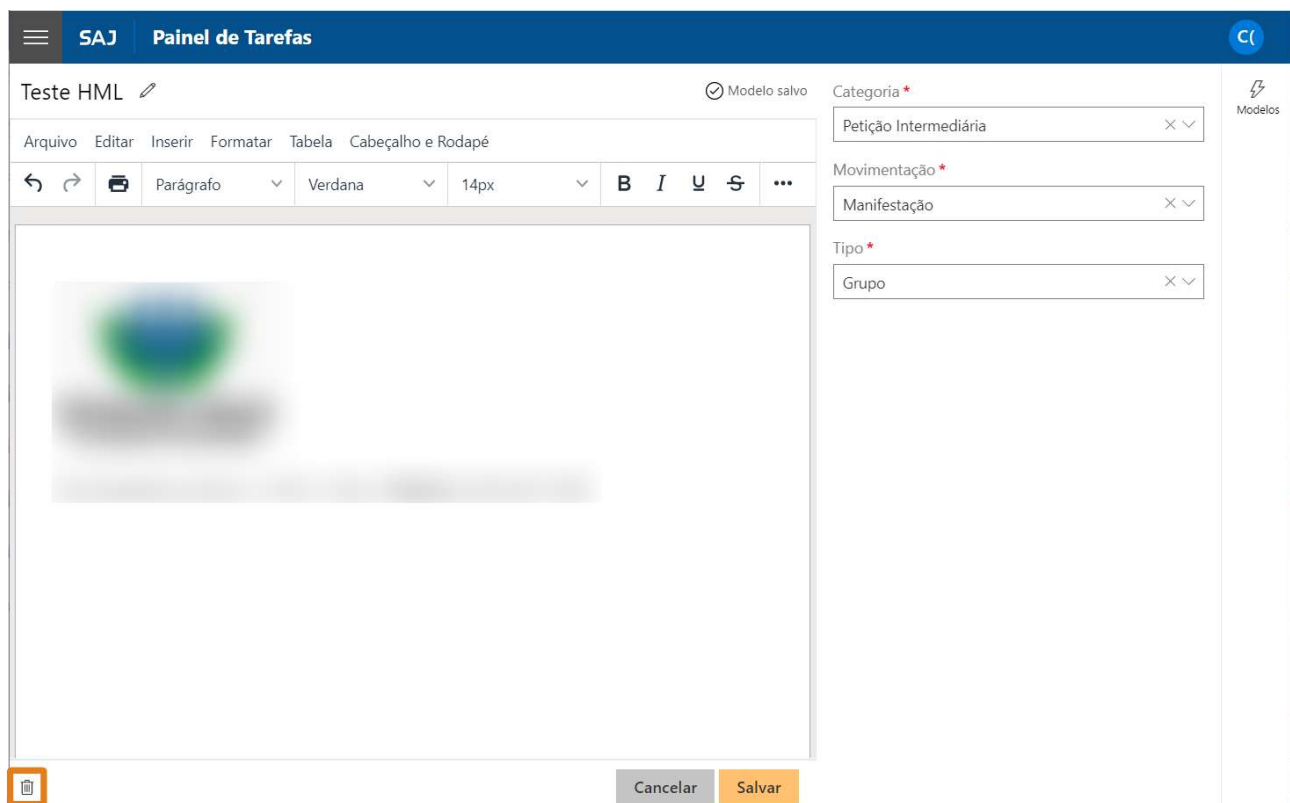 SAJ Painel de Tarefas C(
Teste HML Modelo salvo
Arquivo Editar Inserir Formatar Tabela Cabeçalho e Rodapé
Parágrafo Verdana 14px B I U S
Categoria *
Petição Intermediária
Movimentação *
Manifestação
Tipo *
Grupo
Modelos
Cancelar Salvar